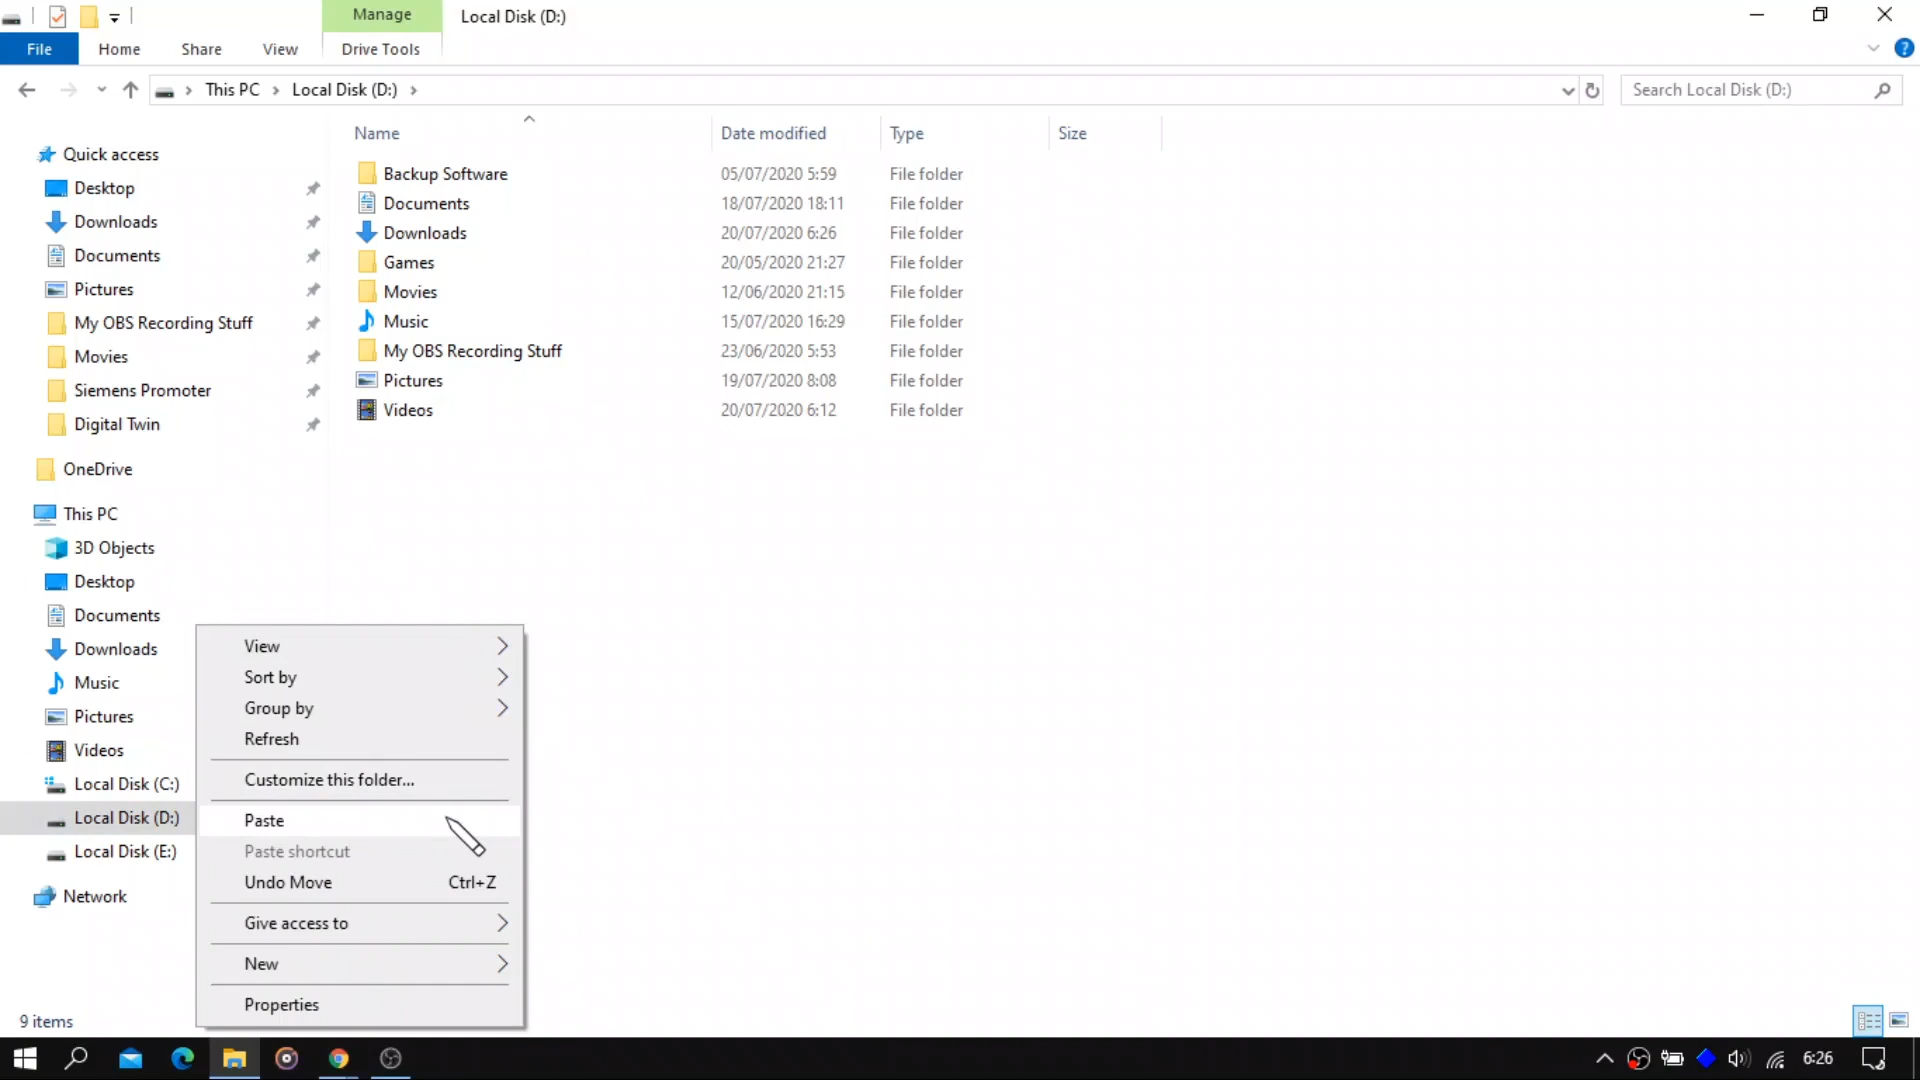 Manage
Local Disk (D:)
File
Home
Share
View
Drive Tools
This PC
Local Disk (D:)
Search Local Disk (D:)
Name
Date modified
Type
Size
Quick access
Desktop
Downloads
Documents
Pictures
My OBS Recording Stuff
Movies
Siemens Promoter
Digital Twin
OneDrive
This PC
3D Objects
Desktop
Documents
Downloads
Music
Pictures
Videos
Local Disk (C:)
Local Disk (D:)
Local Disk (E:)
Network
Backup Software 05/07/2020 5:59 File folder
Documents 18/07/2020 18:11 File folder
Downloads 20/07/2020 6:26 File folder
Games 20/05/2020 21:27 File folder
Movies 12/06/2020 21:15 File folder
Music 15/07/2020 16:29 File folder
My OBS Recording Stuff 23/06/2020 5:53 File folder
Pictures 19/07/2020 8:08 File folder
Videos 20/07/2020 6:12 File folder
View
Sort by
Group by
Refresh
Customize this folder...
Paste
Paste shortcut
Undo Move Ctrl+Z
Give access to
New
Properties
9 items
6:26